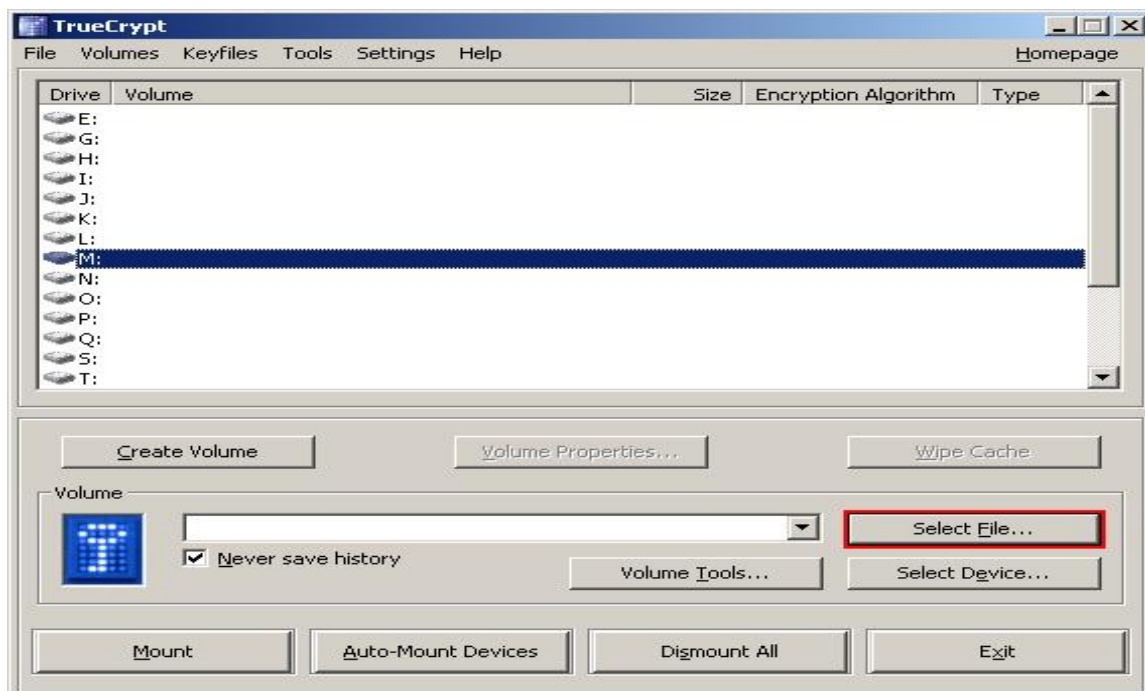 TrueCrypt
File Volumes Keyfiles Tools Settings Help Homepage
Drive Volume Size Encryption Algorithm Type
E:
G:
H:
I:
J:
K:
L:
M:
N:
O:
P:
Q:
S:
T:
Create Volume Volume Properties... Wipe Cache
Volume
Select File...
Never save history
Volume Tools... Select Device...
Mount Auto-Mount Devices Dismount All Exit